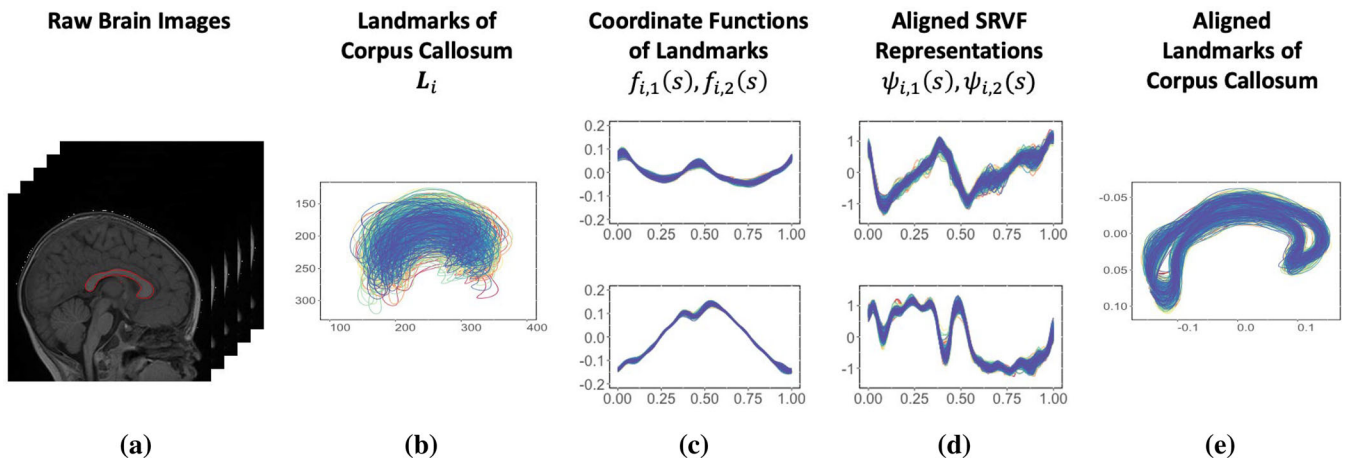 Raw Brain Images
Landmarks of
Corpus Callosum
L_i
Coordinate Functions
of Landmarks
f_{i,1}(s), f_{i,2}(s)
Aligned SRVF
Representations
ψ_{i,1}(s), ψ_{i,2}(s)
Aligned
Landmarks of
Corpus Callosum
150
200
250
300
100
200
300
400
0.2
0.1
0.0
-0.1
-0.2
0.00
0.25
0.50
0.75
1.00
0.2
0.1
0.0
-0.1
-0.2
0.00
0.25
0.50
0.75
1.00
1
0
-1
0.00
0.25
0.50
0.75
1.00
1
0
-1
0.00
0.25
0.50
0.75
1.00
-0.05
0.00
0.05
0.10
-0.1
0.0
0.1
(a)
(b)
(c)
(d)
(e)